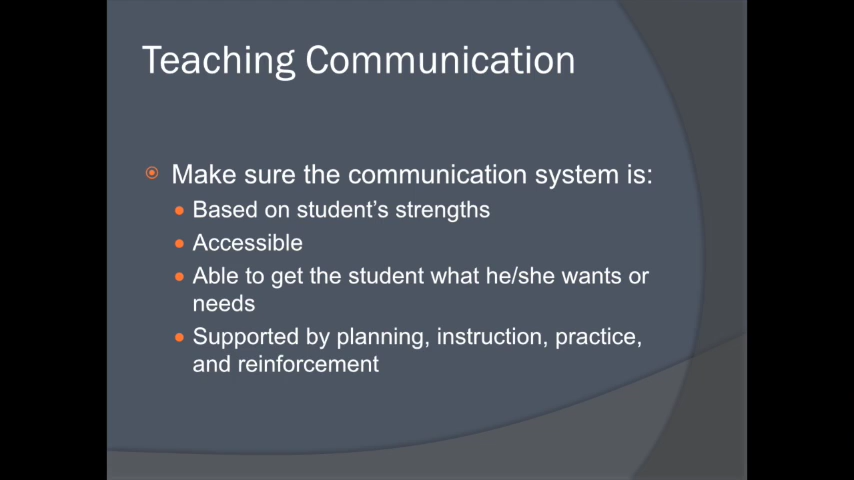 Teaching Communication
Make sure the communication system is:
Based on student's strengths
Accessible
Able to get the student what he/she wants or
needs
Supported by planning, instruction, practice,
and reinforcement